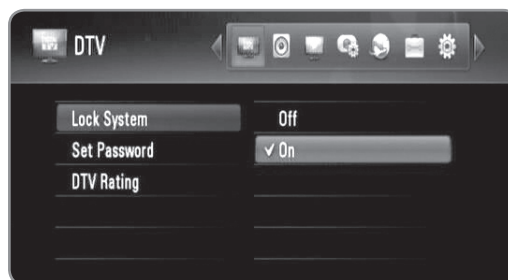 DTV
Lock System
Off
Set Password
✔ On
DTV Rating